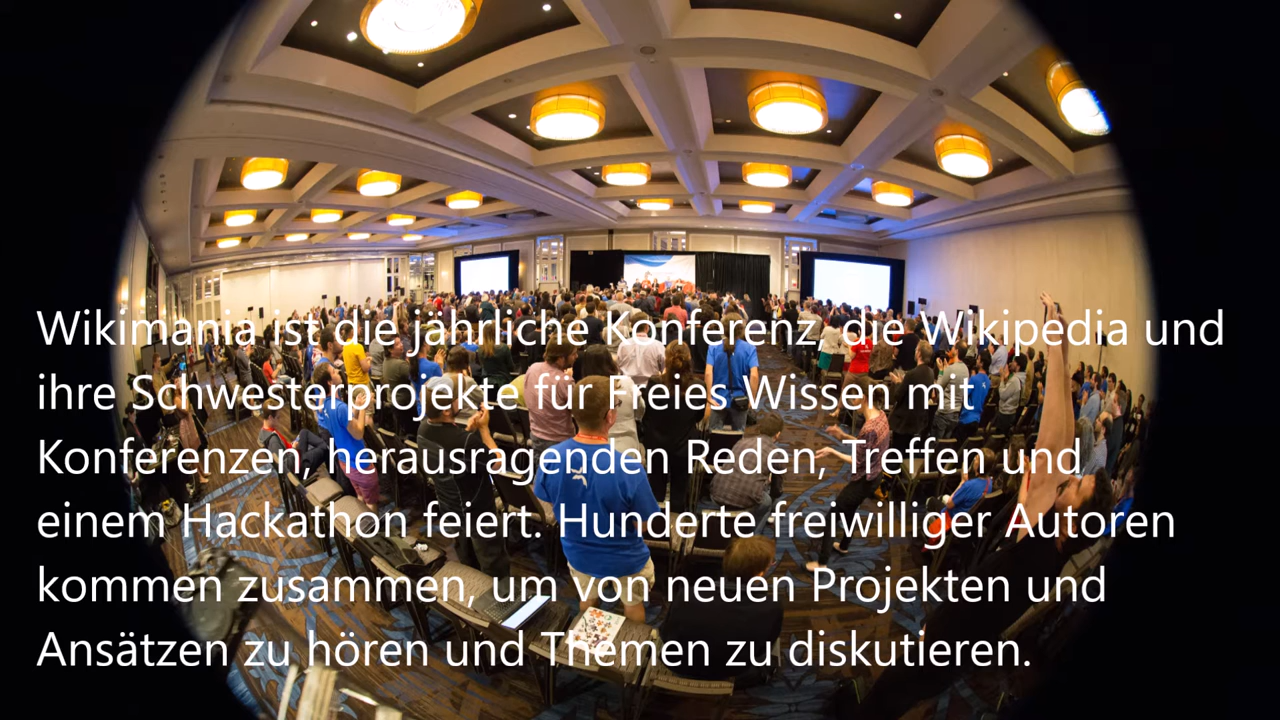 Wikimania ist die jährliche Konferenz, die Wikipedia und
ihre Schwesterprojekte für Freies Wissen mit
Konferenzen, herausragenden Reden, Treffen und
einem Hackathon feiert. Hunderte freiwilliger Autoren
kommen zusammen, um von neuen Projekten und
Ansätzen zu hören und Themen zu diskutieren.